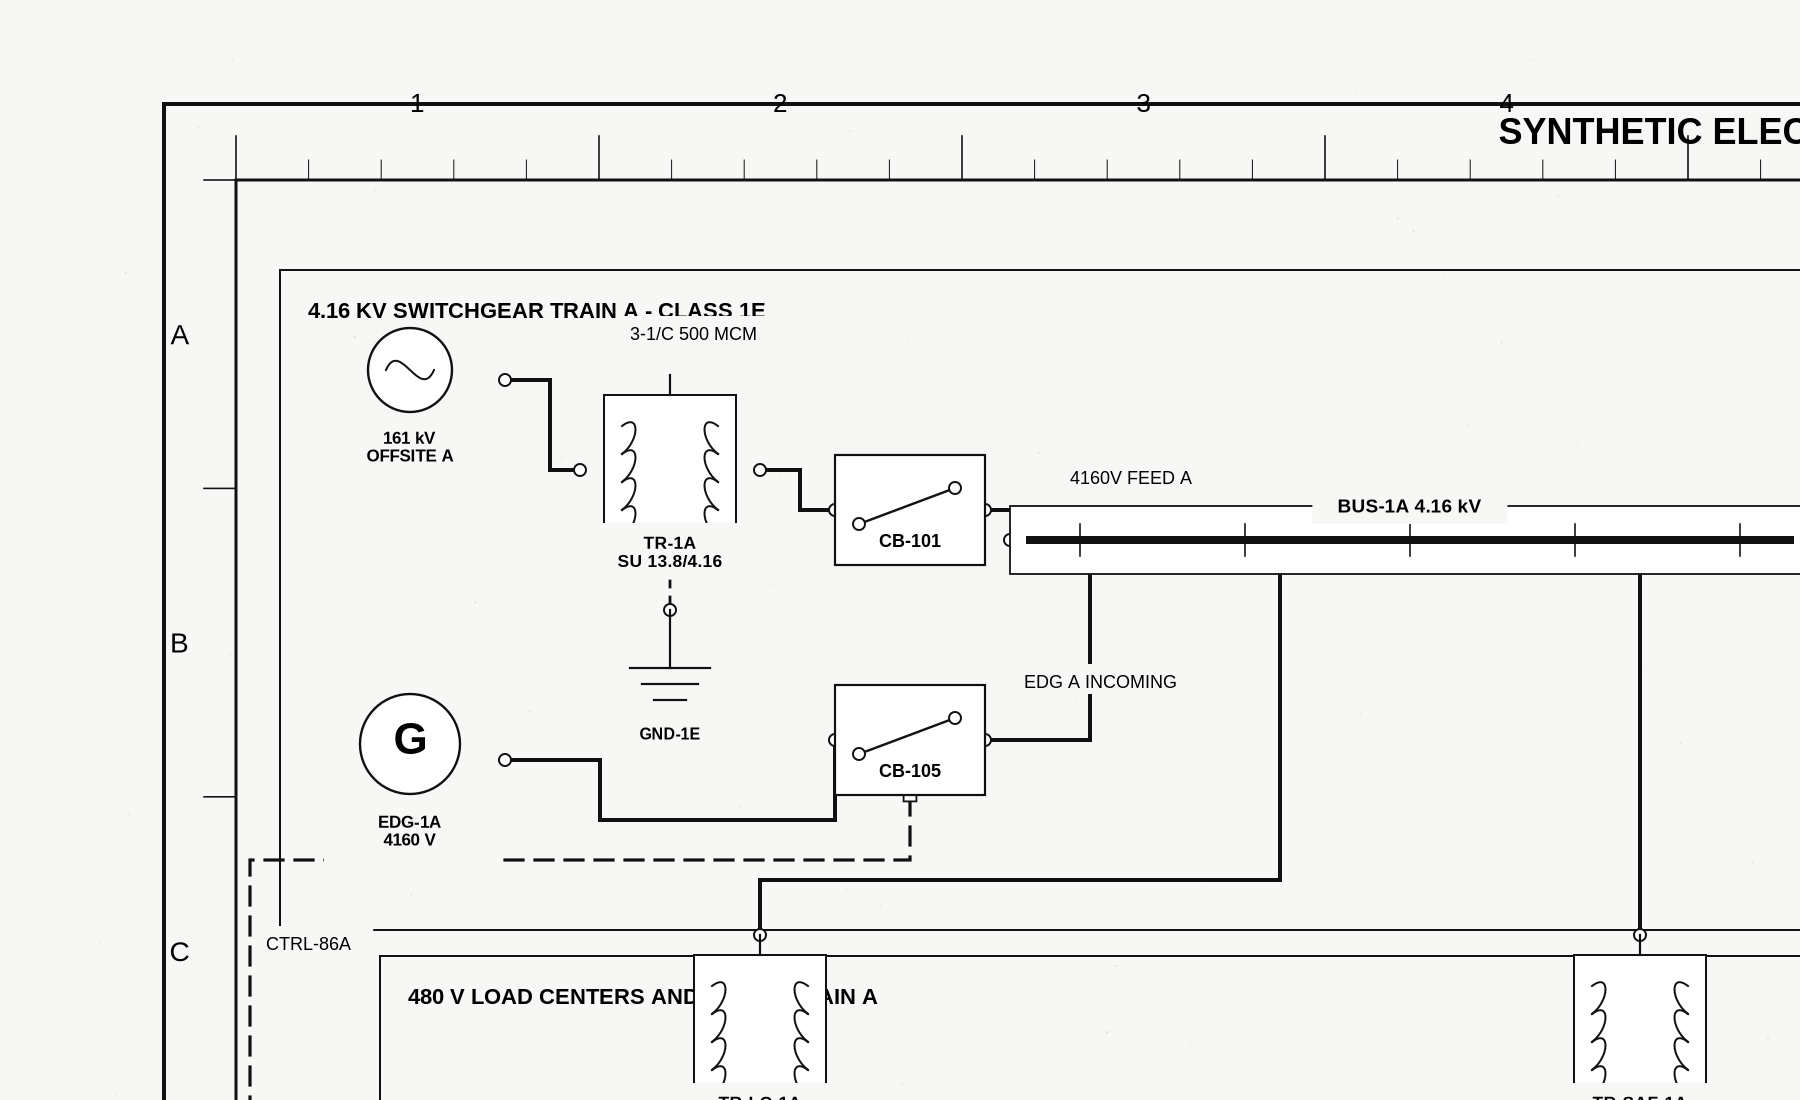 1 2 3 4
SYNTHETIC
A
4.16 KV SWITCHGEAR TRAIN A - CLASS 1E
3-1/C 500 MCM
161 kV
OFFSITE A
4160V FEED A
BUS-1A 4.16 kV
CB-101
TR-1A
SU 13.8/4.16
B
EDG A INCOMING
G
GND-1E
CB-105
EDG-1A
4160 V
C
CTRL-86A
480 V LOAD CENTERS AND A